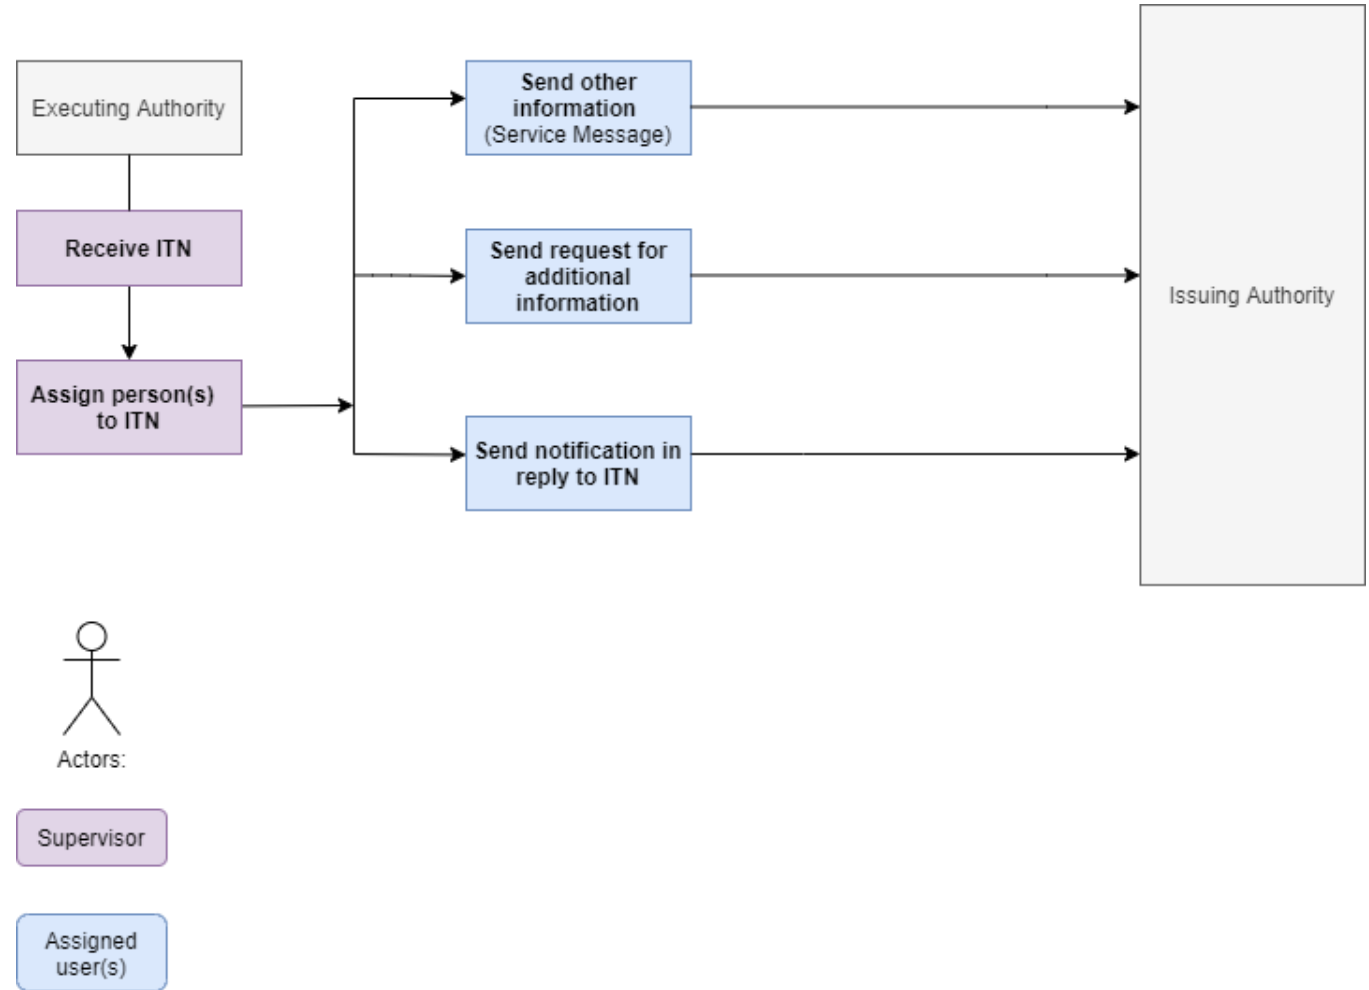 Executing Authority
Receive ITN
Assign person(s)
to ITN
Send other
information
(Service Message)
Send request for
additional
information
Send notification in
reply to ITN
Issuing Authority
Actors:
Supervisor
Assigned
user(s)